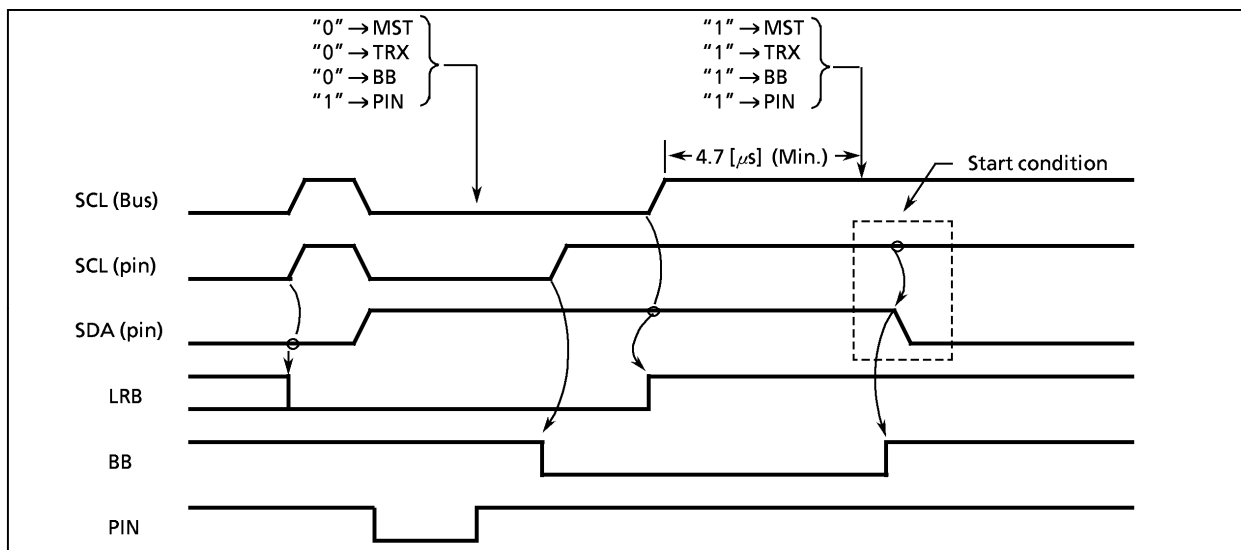 “0” → MST
“0” → TRX
“0” → BB
“1” → PIN
“1” → MST
“1” → TRX
“1” → BB
“1” → PIN
4.7 [μs] (Min.)
Start condition
SCL (Bus)
SCL (pin)
SDA (pin)
LRB
BB
PIN